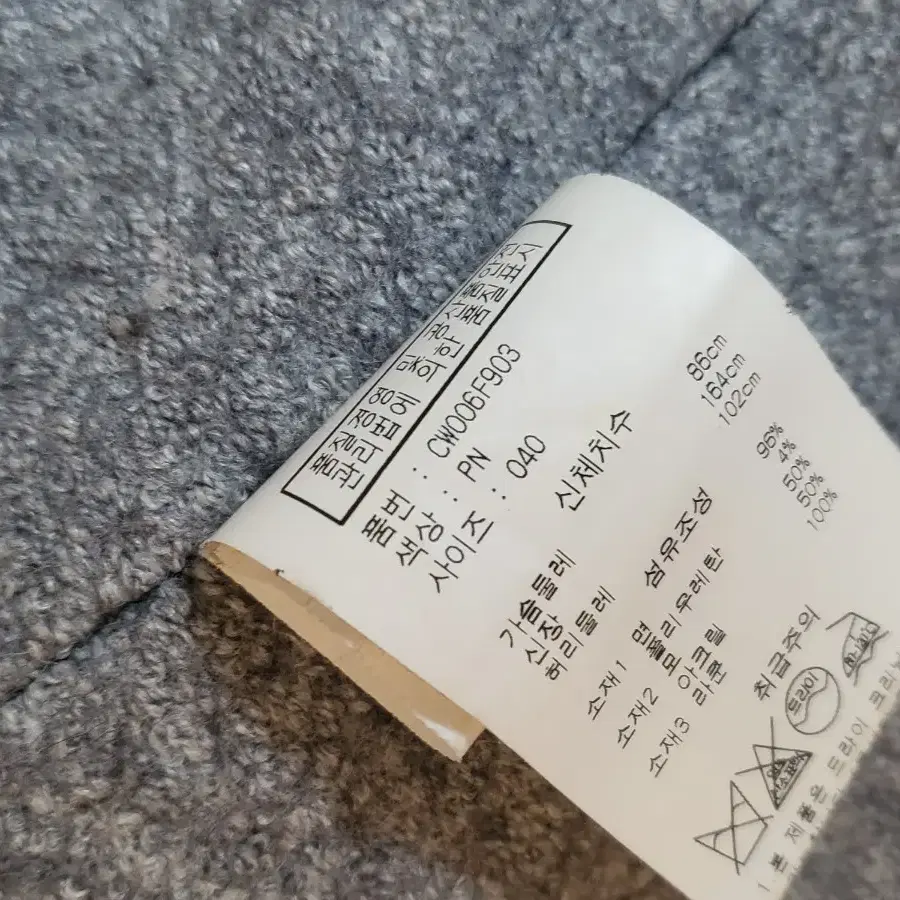 품질경영 및 공산품안전
관리법에 의한 품질표시
품번 : CW006F903
색상 : PN
사이즈 : 040
신체치수
가슴둘레 86cm
신장 164cm
허리둘레 102cm
섬유조성
소재1 면 96%
폴리우레탄 4%
소재2 모 50%
아크릴 50%
소재3 라쿤 100%
취급주의
드라이
1. 본 제품은 드라이 크리닝